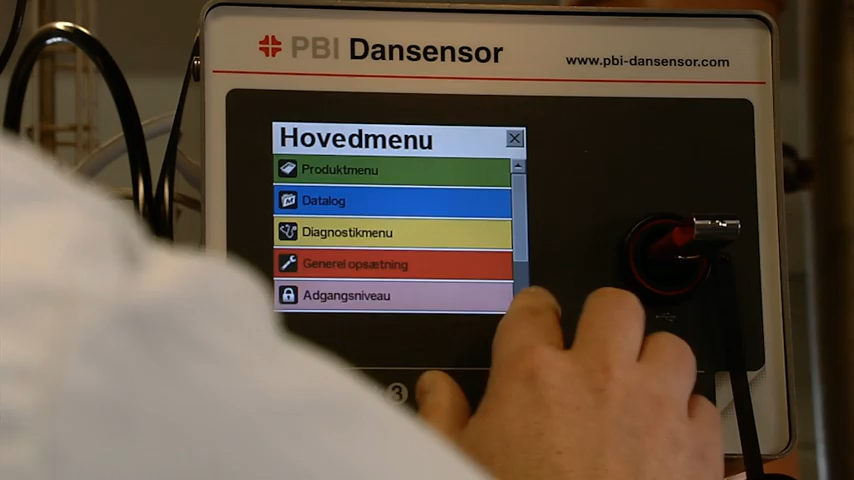 PBI Dansensor
www.pbi-dansensor.com
Hovedmenu
Produktmenu
Datalog
Diagnostikmenu
Generel opsætning
Adgangsniveau
3